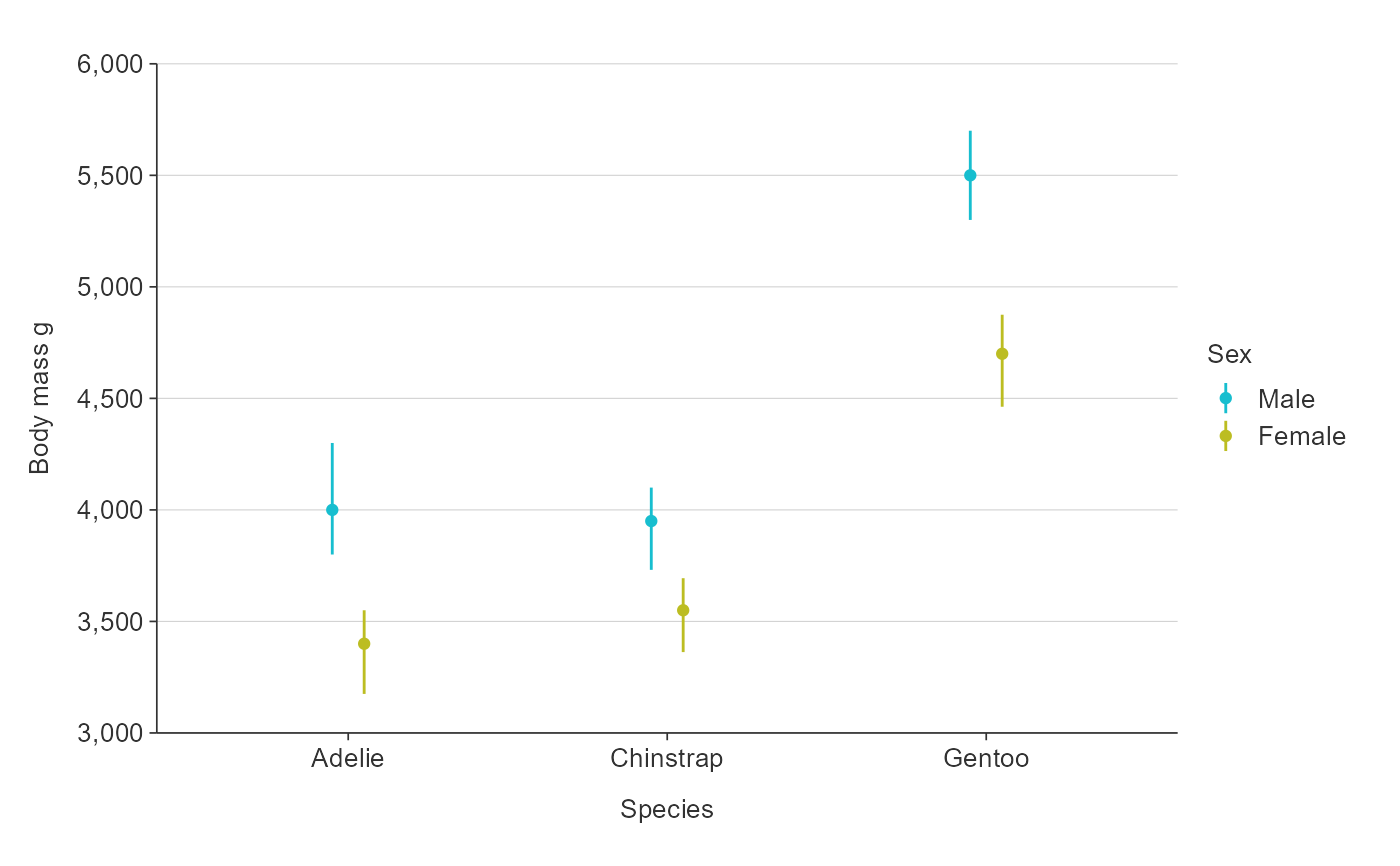 6,000
5,500
5,000
4,500
4,000
3,500
3,000
Body mass g
Adelie Chinstrap Gentoo
Species
Sex
Male
Female